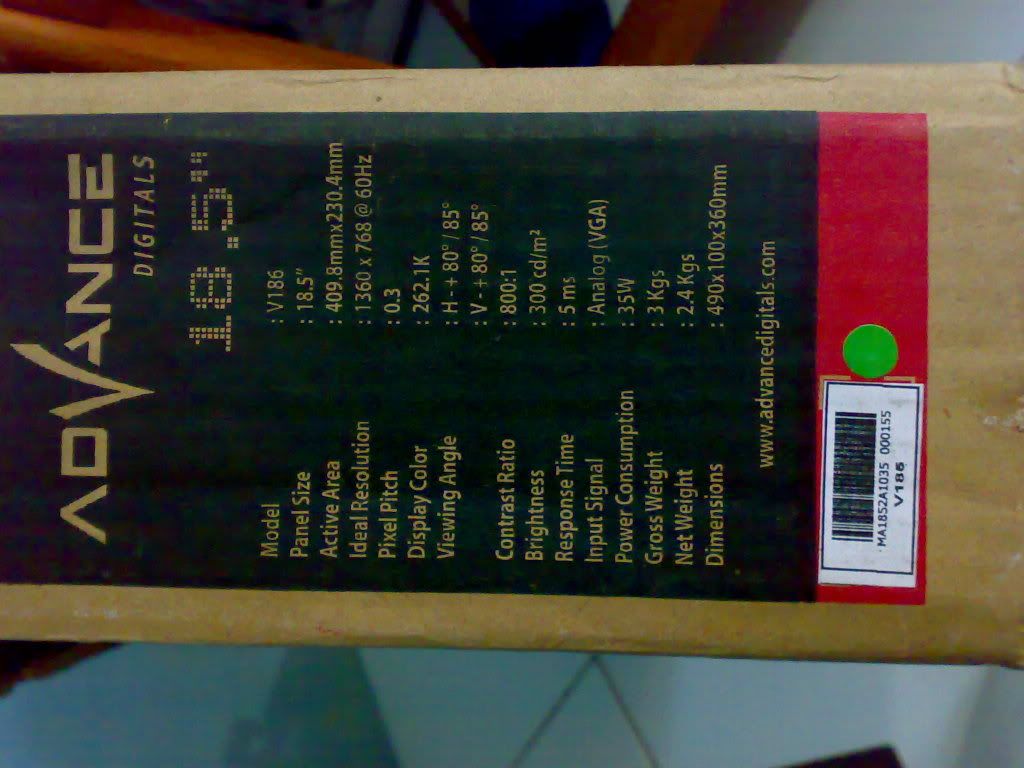 ADVANCE
DIGITALS
18.5"
Model : V186
Panel Size : 18.5"
Active Area : 409.8mmx230.4mm
Ideal Resolution : 1360 x 768 @ 60Hz
Pixel Pitch : 0.3
Display Color : 262.1K
Viewing Angle : H -+ 80° / 85°
: V -+80° / 85°
Contrast Ratio : 800:1
Brightness : 300 cd/m²
Response Time : 5 ms
Input Signal : Analog (VGA)
Power Consumption : 35W
Gross Weight : 3 Kgs
Net Weight : 2.4 Kgs
Dimensions : 490x100x360mm
www.advancedigitals.com
MA1852A1035 000155
V186